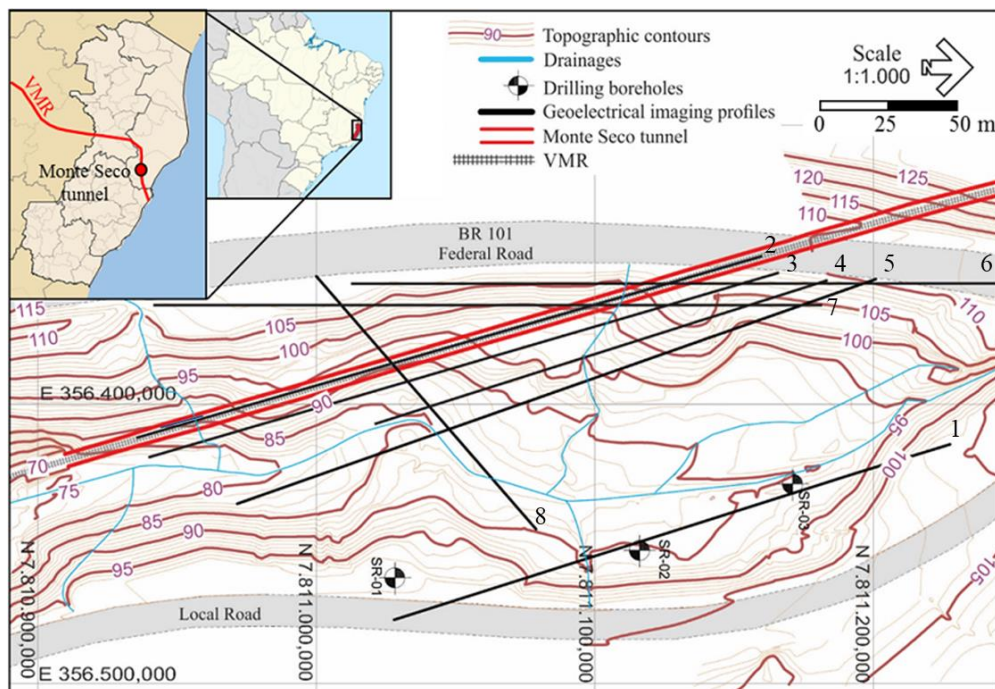 VMR
Monte Seco
tunnel
90
Topographic contours
Drainages
Drilling boreholes
Geoelectrical imaging profiles
Monte Seco tunnel
VMR
Scale
1:1.000
N
0 25 50 m
125
120
115
110
BR 101
Federal Road
2
3
4
5
6
7
115
110
105
100
95
90
85
105
100
110
E 356.400,000
70
75
80
85
90
95
95
100
1
8
SR-01
SR-02
SR-03
105
Local Road
N 7.810.900,000
N 7.811.000,000
N 7.811.100,000
N 7.811.200,000
E 356.500,000